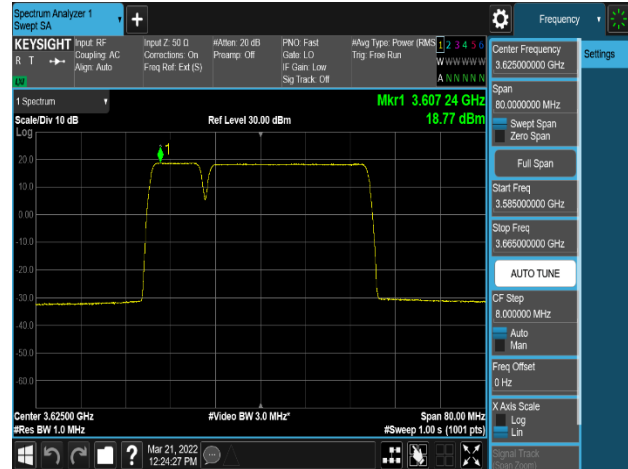 Spectrum Analyzer 1
Swept SA
+
Frequency
KEYSIGHT
R T
LW
Input: RF
Coupling: AC
Align: Auto
Input Z: 50 Ω
Corrections: On
Freq Ref: Ext (S)
#Atten: 20 dB
Preamp: Off
PNO: Fast
Gate: LO
IF Gain: Low
Sig Track: Off
#Avg Type: Power (RMS
Trig: Free Run
1 2 3 4 5 6
W W W W W W
A N N N N N
1 Spectrum
Scale/Div 10 dB
Log
Ref Level 30.00 dBm
Mkr1 3.607 24 GHz
18.77 dBm
1
20.0
10.0
0.00
-10.0
-20.0
-30.0
-40.0
-50.0
-60.0
Center 3.62500 GHz
#Res BW 1.0 MHz
#Video BW 3.0 MHz*
Span 80.00 MHz
#Sweep 1.00 s (1001 pts)
Center Frequency
3.625000000 GHz
Settings
Span
80.0000000 MHz
Swept Span
Zero Span
Full Span
Start Freq
3.585000000 GHz
Stop Freq
3.665000000 GHz
AUTO TUNE
CF Step
8.000000 MHz
Auto
Man
Freq Offset
0 Hz
X Axis Scale
Log
Lin
Signal Track
(Span Zoom)
?
Mar 21, 2022
12:24:27 PM